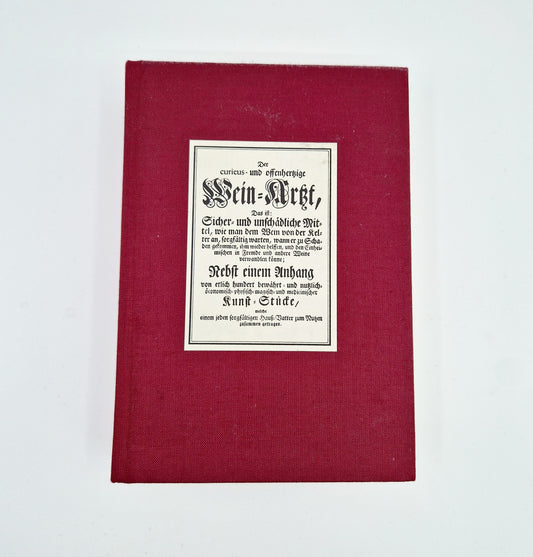 Der
curieus- und offenhertzige
Wein-Artzt,
Das ist:
Sicher- und unschädliche Mit-
tel, wie man dem Wein von der Kel-
ter an, sorgfältig warten, wann er zu Scha-
den gekommen, ihm wieder helffen, und den Einhei-
mischen in Fremde und andere Weine
verwandlen könne;
Nebst einem Anhang
von etlich hundert bewährt- und nutzlich-
öconomisch- physisch- magisch- und medicinischer
Kunst-Stücke,
welche
einem jeden sorgfältigen Hauß-Vatter zum Nutzen
zusammen getragen.